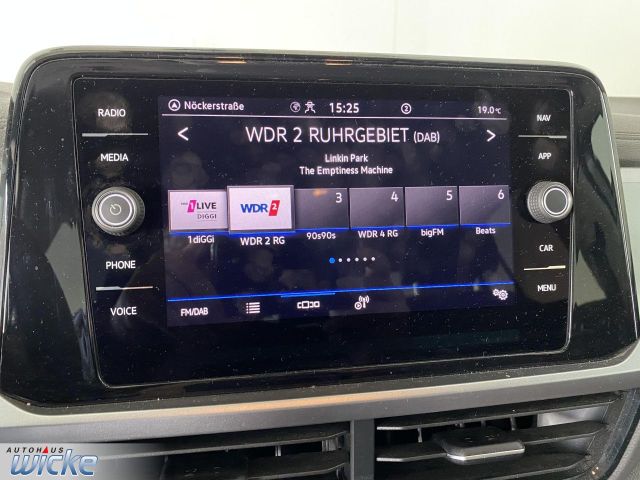 RADIO
MEDIA
PHONE
VOICE
Nöckerstraße 15:25 2 19.0°C
< WDR 2 RUHRGEBIET (DAB) >
Linkin Park
The Emptiness Machine
1LIVE DIGGI WDR 2 3 4 5 6
1diGGi WDR 2 RG 90s90s WDR 4 RG bigFM Beats
FM/DAB
NAV
APP
CAR
MENU
AUTOHAUS
WICKE